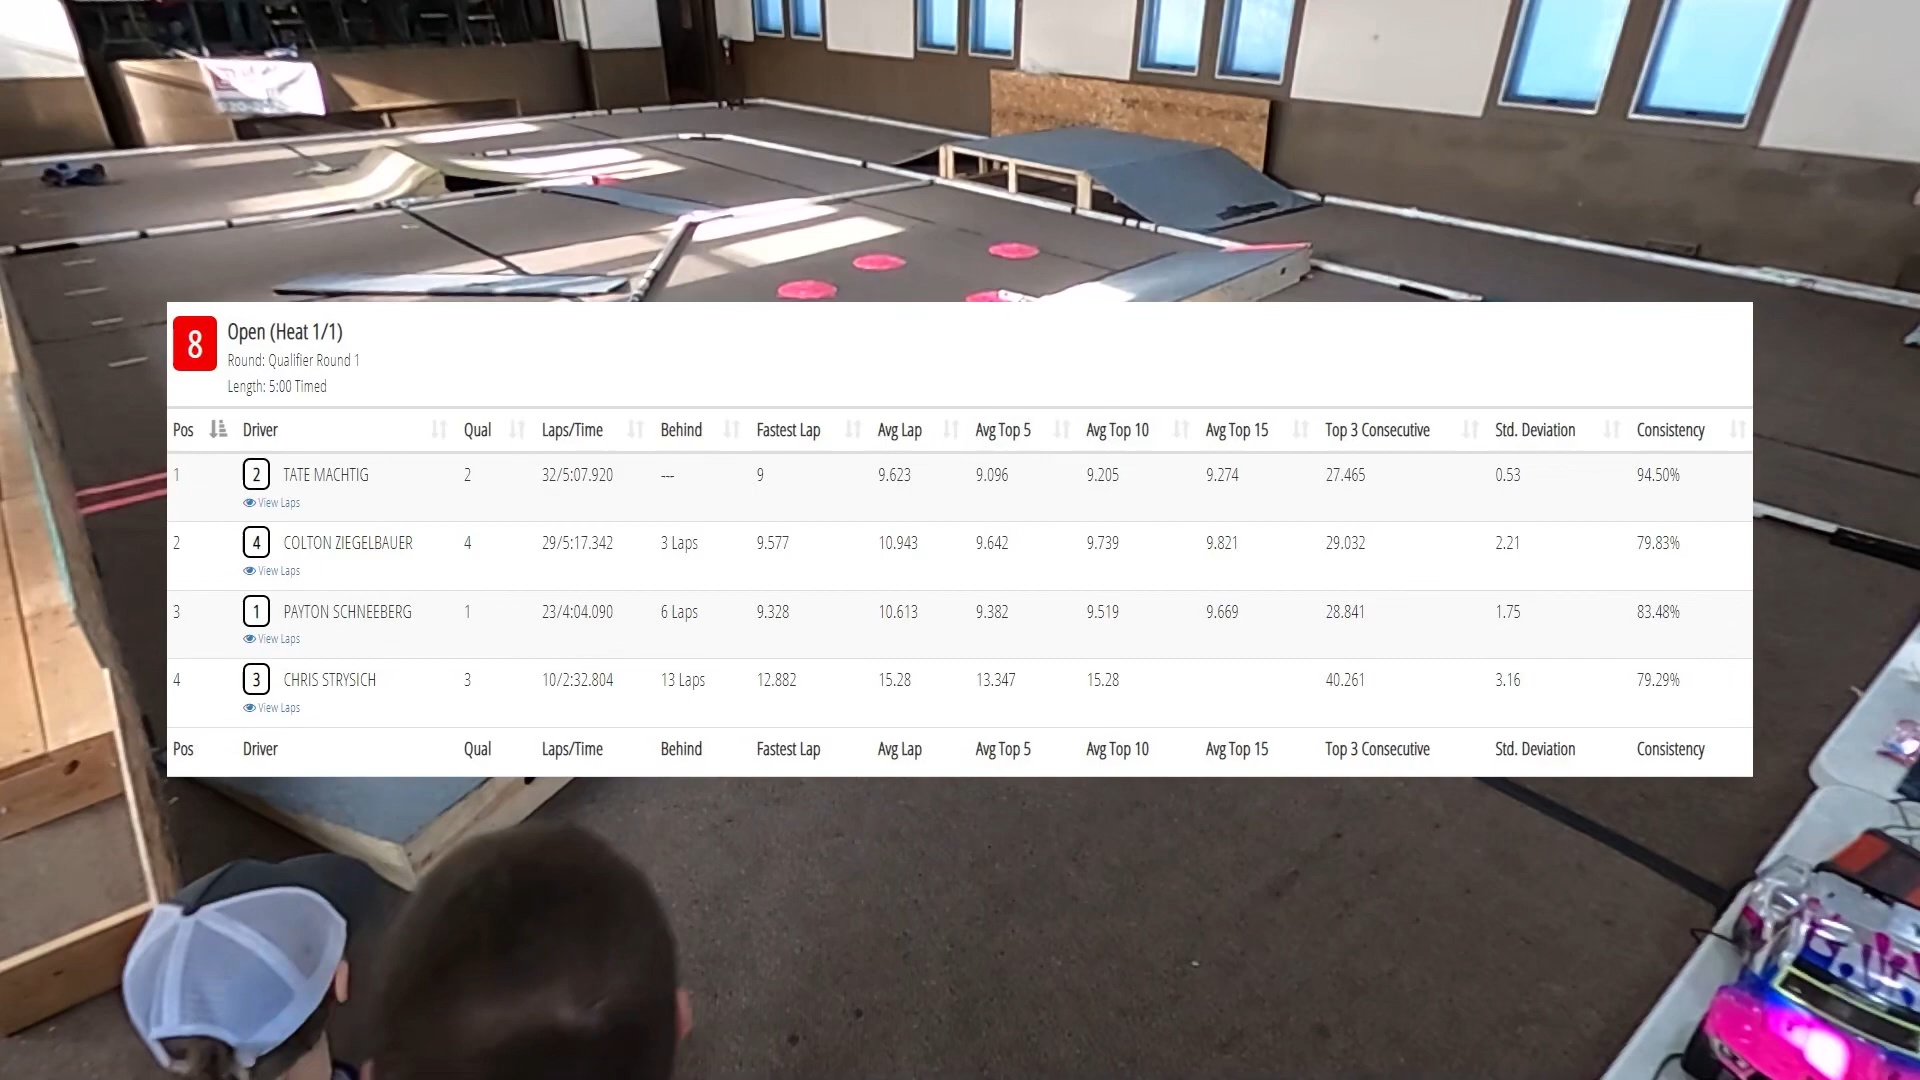 8 Open (Heat 1/1)
Round: Qualifier Round 1
Length: 5:00 Timed
Pos Driver Qual Laps/Time Behind Fastest Lap Avg Lap Avg Top 5 Avg Top 10 Avg Top 15 Top 3 Consecutive Std. Deviation Consistency
1 2 TATE MACHTIG 2 32/5:07.920 --- 9 9.623 9.096 9.205 9.274 27.465 0.53 94.50%
View Laps
2 4 COLTON ZIEGELBAUER 4 29/5:17.342 3 Laps 9.577 10.943 9.642 9.739 9.821 29.032 2.21 79.83%
View Laps
3 1 PAYTON SCHNEEBERG 1 23/4:04.090 6 Laps 9.328 10.613 9.382 9.519 9.669 28.841 1.75 83.48%
View Laps
4 3 CHRIS STRYSICH 3 10/2:32.804 13 Laps 12.882 15.28 13.347 15.28 40.261 3.16 79.29%
View Laps
Pos Driver Qual Laps/Time Behind Fastest Lap Avg Lap Avg Top 5 Avg Top 10 Avg Top 15 Top 3 Consecutive Std. Deviation Consistency